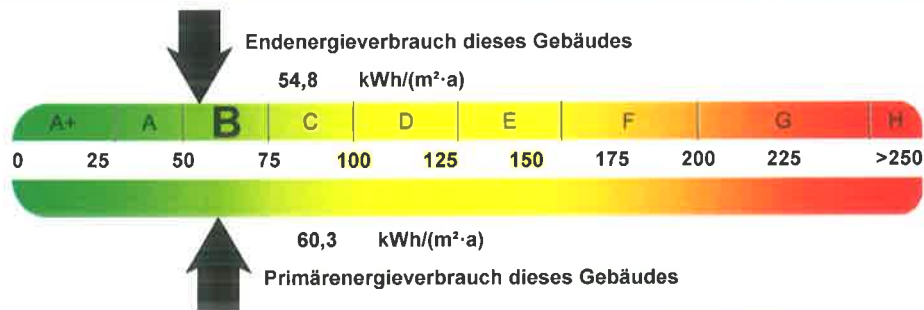 Endenergieverbrauch dieses Gebäudes
54,8 kWh/(m²·a)
A+ A B C D E F G H
0 25 50 75 100 125 150 175 200 225 >250
60,3 kWh/(m²·a)
Primärenergieverbrauch dieses Gebäudes